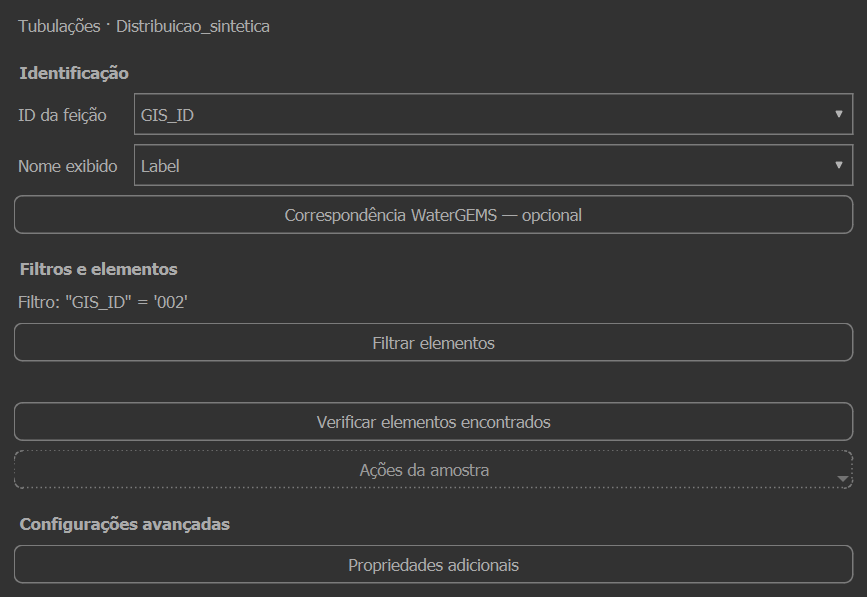 Tubulações · Distribuicao_sintetica
Identificação
ID da feição GIS_ID
Nome exibido Label
Correspondência WaterGEMS — opcional
Filtros e elementos
Filtro: "GIS_ID" = '002'
Filtrar elementos
Verificar elementos encontrados
Ações da amostra
Configurações avançadas
Propriedades adicionais